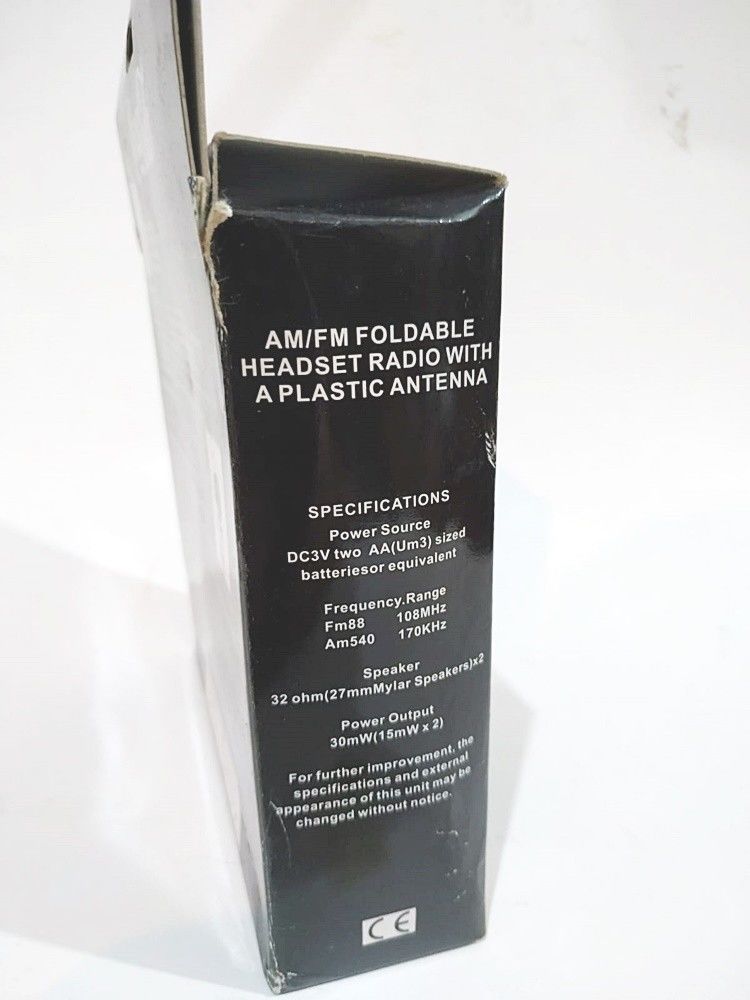 AM/FM FOLDABLE
HEADSET RADIO WITH
A PLASTIC ANTENNA
SPECIFICATIONS
Power Source
DC3V two AA(Um3) sized
batteriesor equivalent
Frequency.Range
Fm88 108MHz
Am540 170KHz
Speaker
32 ohm(27mmMylar Speakers)x2
Power Output
30mW(15mW x 2)
For further improvement, the
specifications and external
appearance of this unit may be
changed without notice.
CE